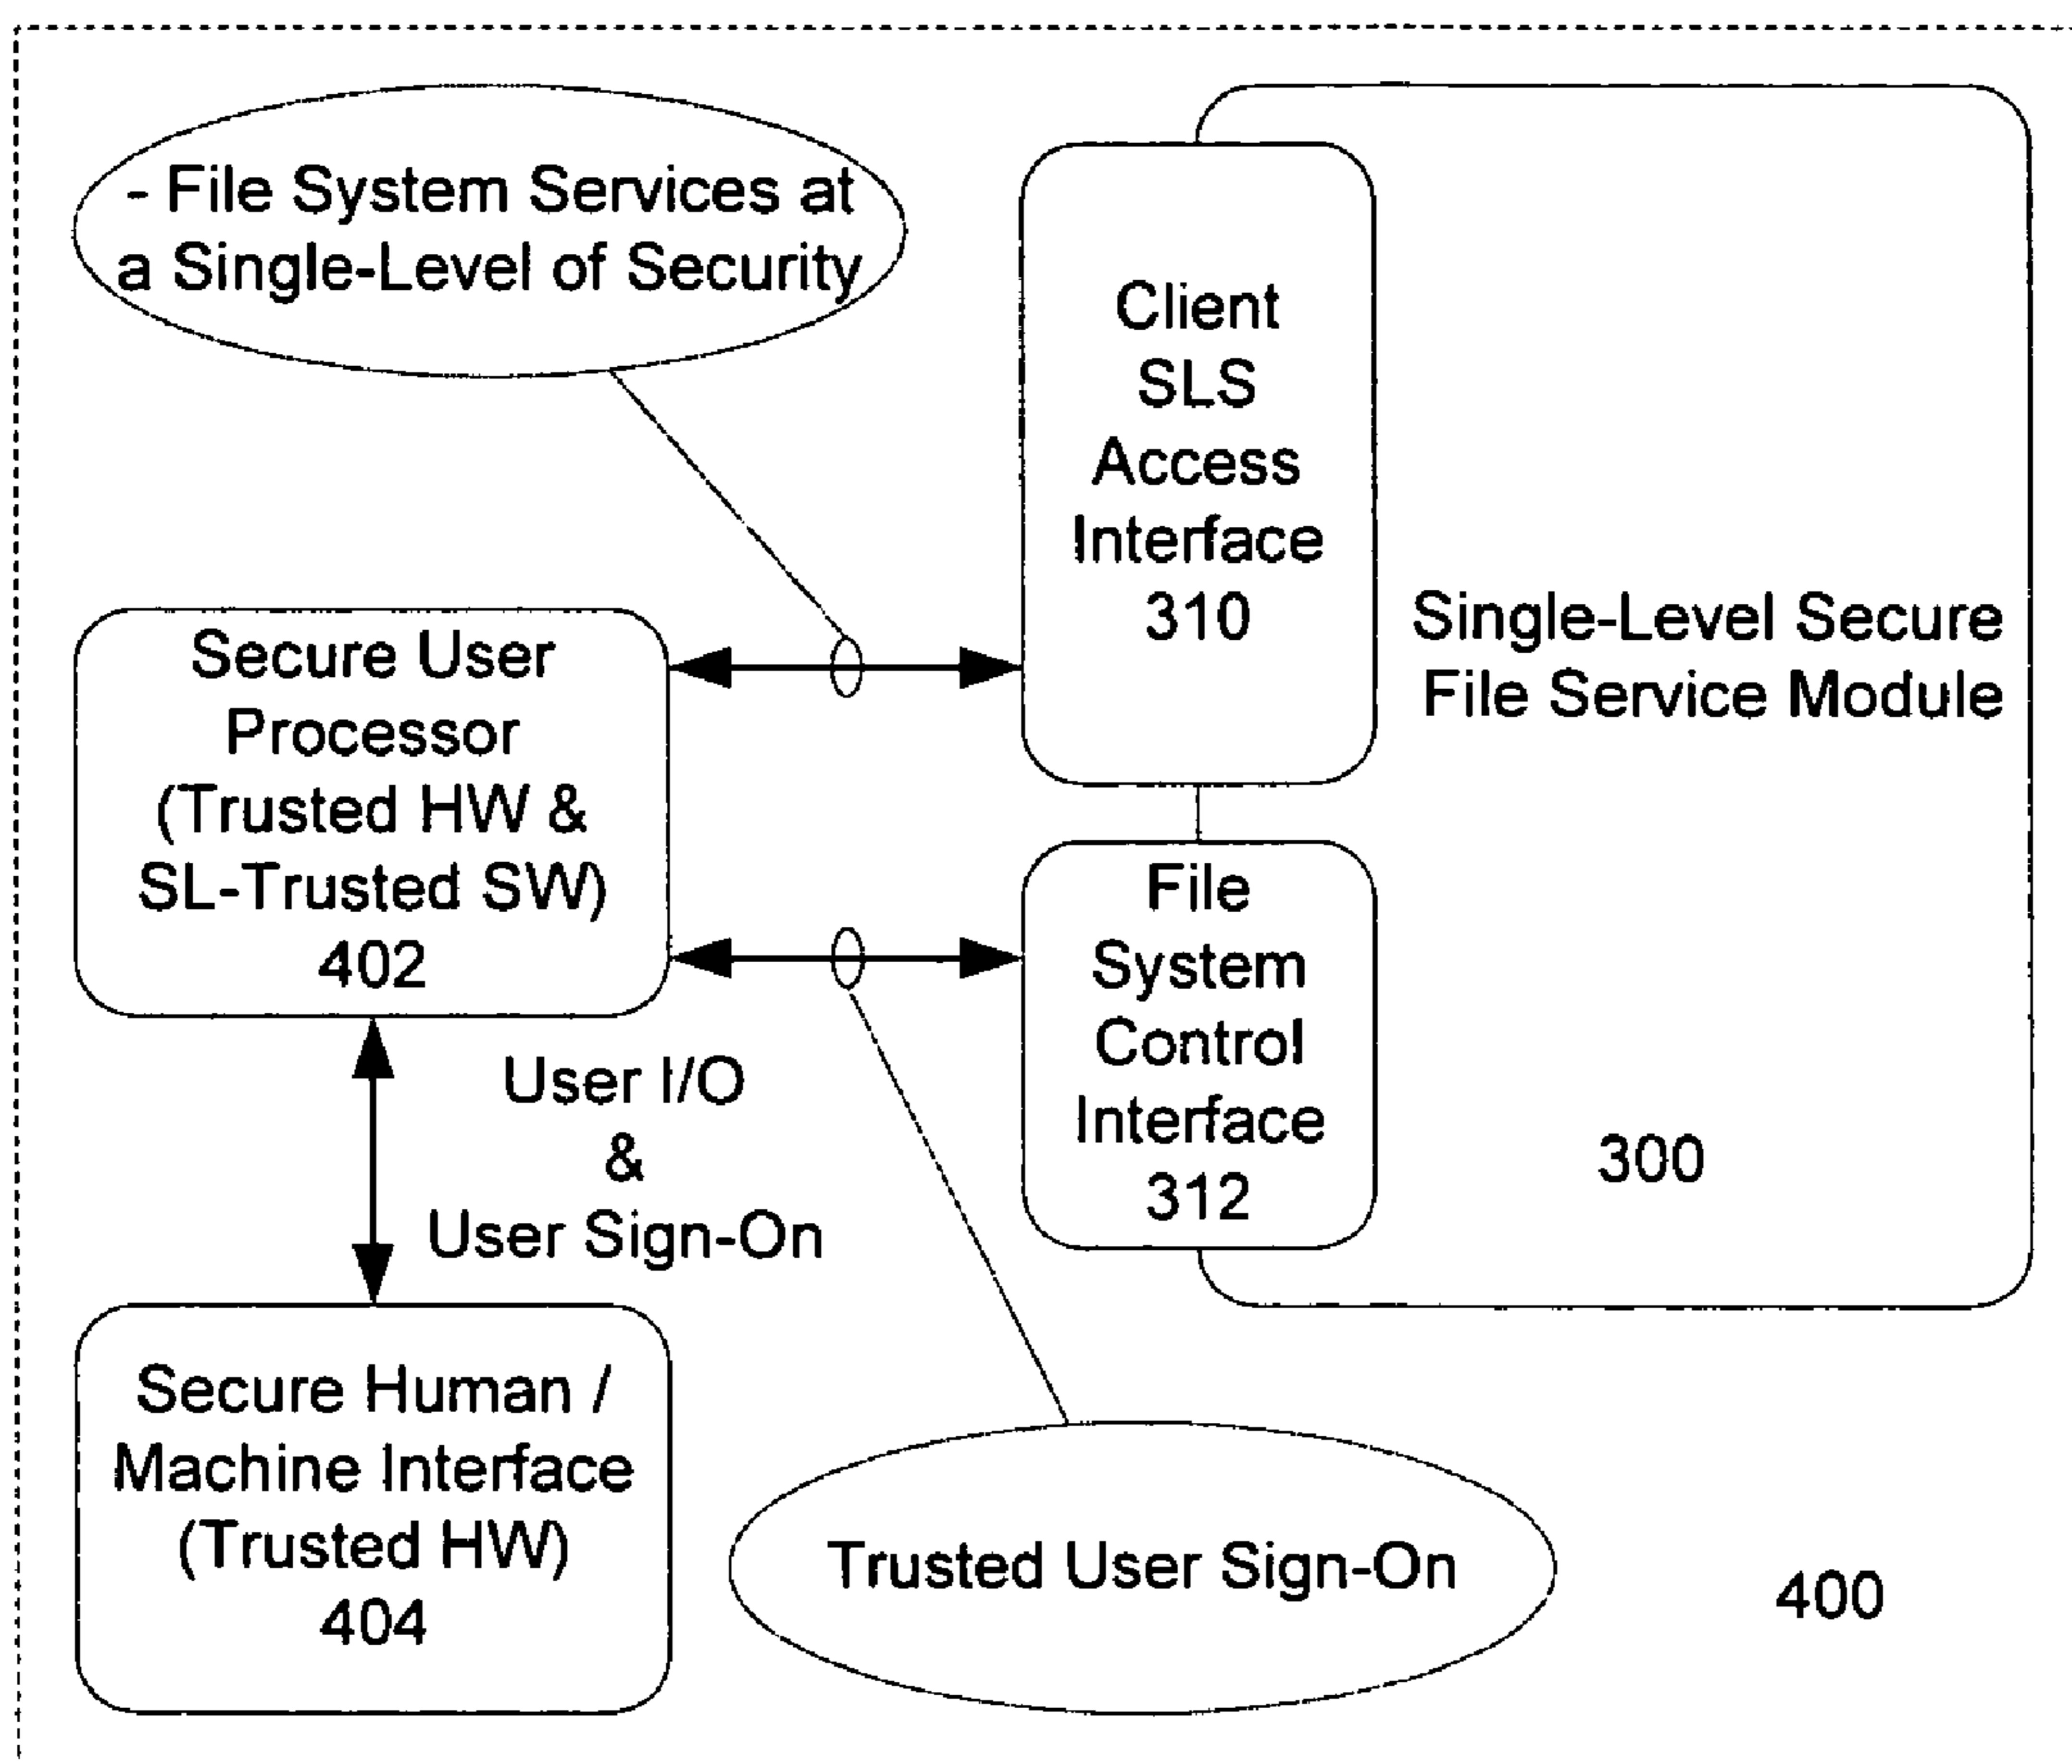 - File System Services at
a Single-Level of Security
Client
SLS
Access
Interface
310
Single-Level Secure
File Service Module
Secure User
Processor
(Trusted HW &
SL-Trusted SW)
402
File
System
Control
Interface
312
300
User I/O
&
User Sign-On
Secure Human /
Machine Interface
(Trusted HW)
404
Trusted User Sign-On
400